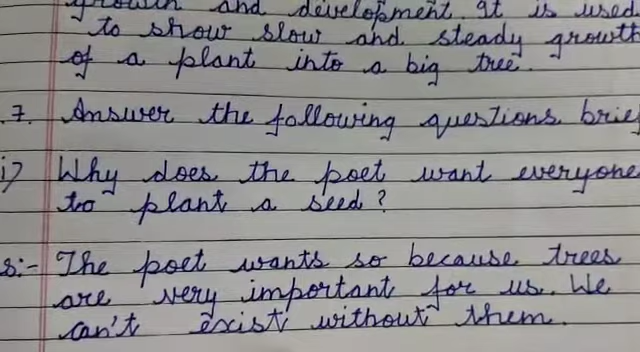 growth and development. It is used
to show slow and steady growth
of a plant into a big tree.
.7. Answer the following questions brief
i) Why does the poet want everyone
to plant a seed?
s:- The poet wants so because trees
are very important for us. We
can't exist without them.